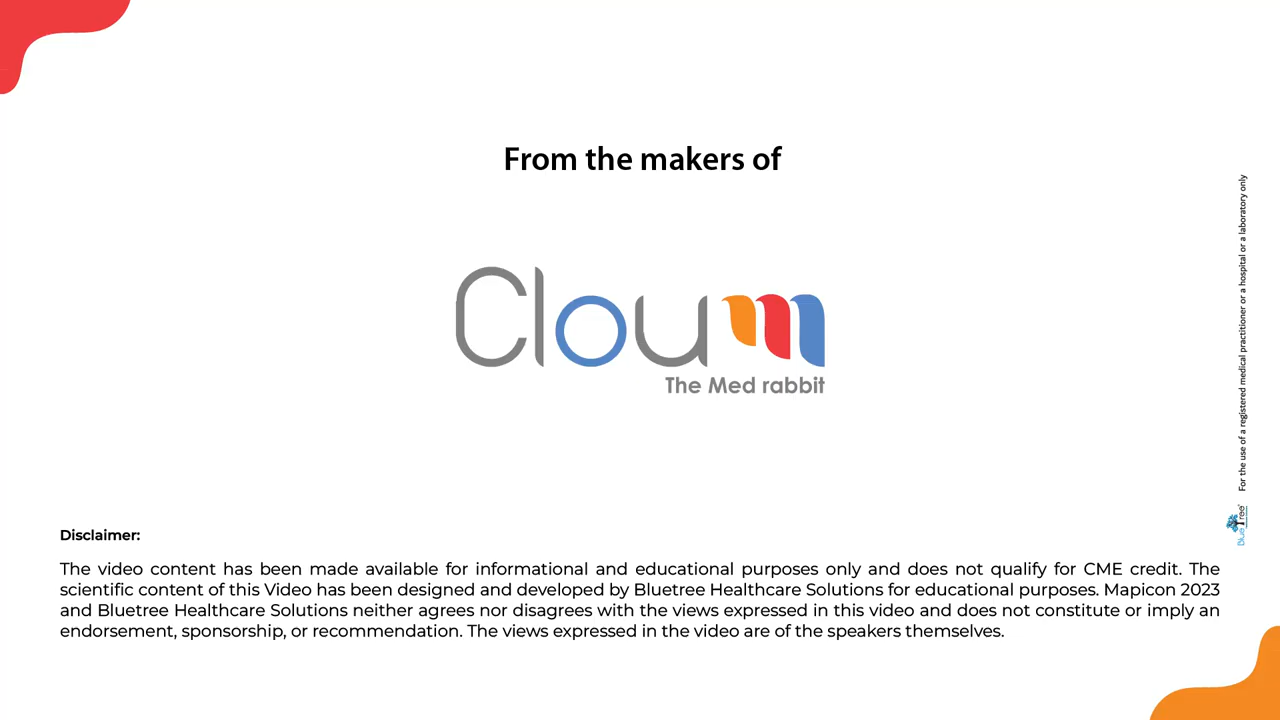 From the makers of
Cloum
The Med rabbit
For the use of a registered medical practitioner or a hospital or a laboratory only
BlueTree
Disclaimer:
The video content has been made available for informational and educational purposes only and does not qualify for CME credit. The
scientific content of this Video has been designed and developed by Bluetree Healthcare Solutions for educational purposes. Mapicon 2023
and Bluetree Healthcare Solutions neither agrees nor disagrees with the views expressed in this video and does not constitute or imply an
endorsement, sponsorship, or recommendation. The views expressed in the video are of the speakers themselves.